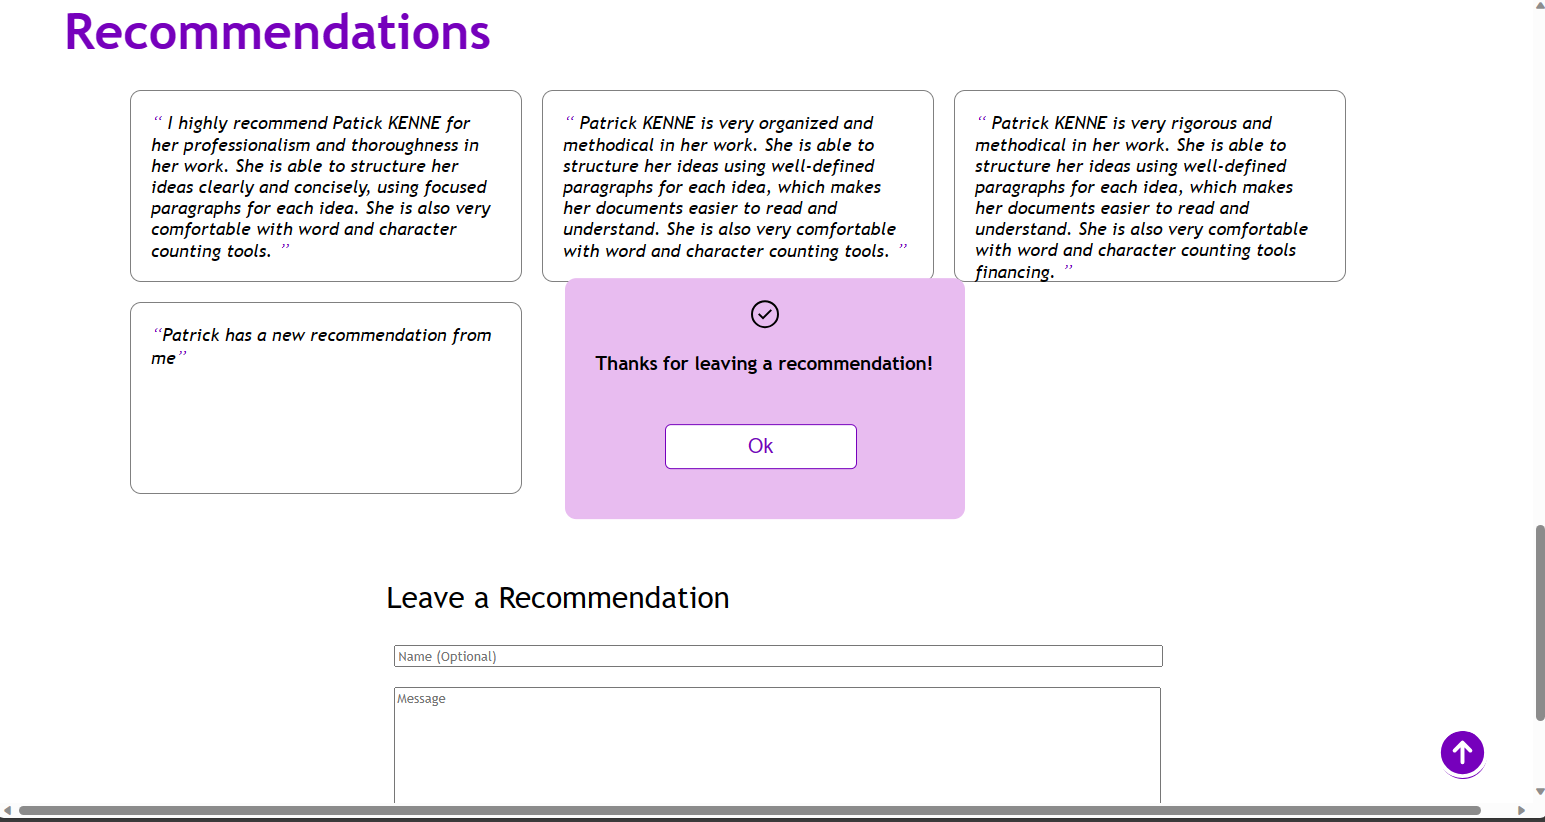 Recommendations
“ I highly recommend Patick KENNE for
her professionalism and thoroughness in
her work. She is able to structure her
ideas clearly and concisely, using focused
paragraphs for each idea. She is also very
comfortable with word and character
counting tools. ”
“ Patrick KENNE is very organized and
methodical in her work. She is able to
structure her ideas using well-defined
paragraphs for each idea, which makes
her documents easier to read and
understand. She is also very comfortable
with word and character counting tools. ”
“ Patrick KENNE is very rigorous and
methodical in her work. She is able to
structure her ideas using well-defined
paragraphs for each idea, which makes
her documents easier to read and
understand. She is also very comfortable
with word and character counting tools
financing. ”
“Patrick has a new recommendation from
me”
Thanks for leaving a recommendation!
Ok
Leave a Recommendation
Name (Optional)
Message